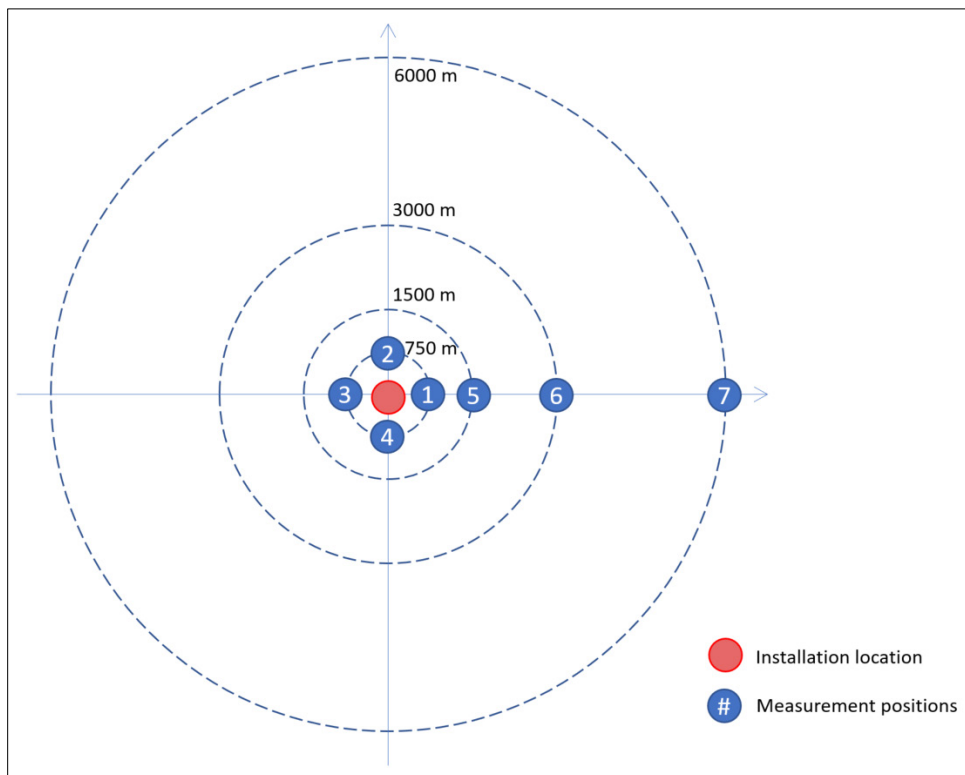 6000 m
3000 m
1500 m
750 m
2
3
1
5
6
7
4
Installation location
# Measurement positions